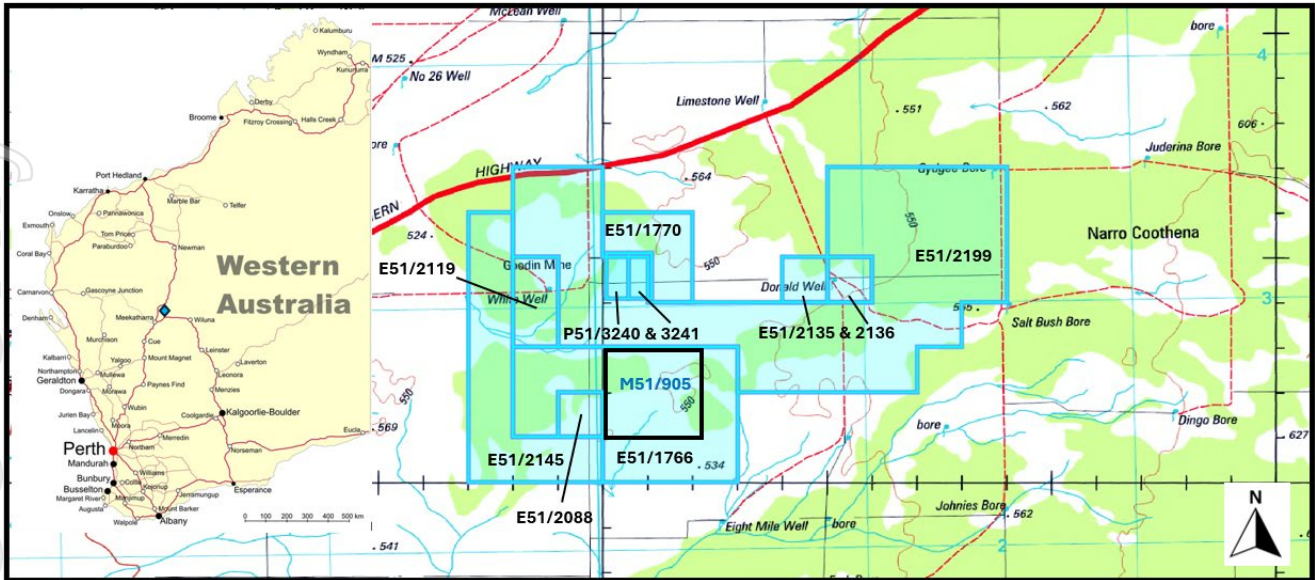 Kalumburu
Wyndham
Kununurra
Derby
Broome
Fitzroy Crossing
Halls Creek
Port Hedland
Karratha
Marble Bar
Telfer
Onslow
Pannawonica
Exmouth
Tom Price
Paraburdoo
Newman
Coral Bay
Western
Australia
Carnarvon
Gascoyne Junction
Denham
Meekatharra
Wiluna
Murchison
Cue
Kalbarri
Yalgoo
Mount Magnet
Leinster
Laverton
Northampton
Mullewa
Leonora
Geraldton
Morawa
Paynes Find
Menzies
Dongara
Jurien Bay
Wubin
Moora
Coolgardie
Kalgoorlie-Boulder
Lancelin
Merredin
Eucla
Perth
Northam
Norseman
Mandurah
Bunbury
Williams
Collie
Busselton
Katanning
Margaret River
Manjimup
Jerramungup
Esperance
Augusta
Mount Barker
Walpole
Albany
0 100 200 300 400 500 km
McLean Well
M 525 .
No 26 Well
ore
bore
4
Limestone Well
. 551
. 562
606 .
Juderina Bore
HIGHWAY
ERN
. 564
Gyugee Bore
524 .
E51/1770
550
550
E51/2199
Narro Coothena
E51/2119
Goodin Mine
White Well
Donald Well
3
P51/3240 & 3241
E51/2135 & 2136
565 .
Salt Bush Bore
M51/905
550
550
. 569
Dingo Bore
bore
. 627
E51/2145
E51/1766
. 534
E51/2088
Eight Mile Well
bore
Johnies Bore
. 562
N
. 541
2